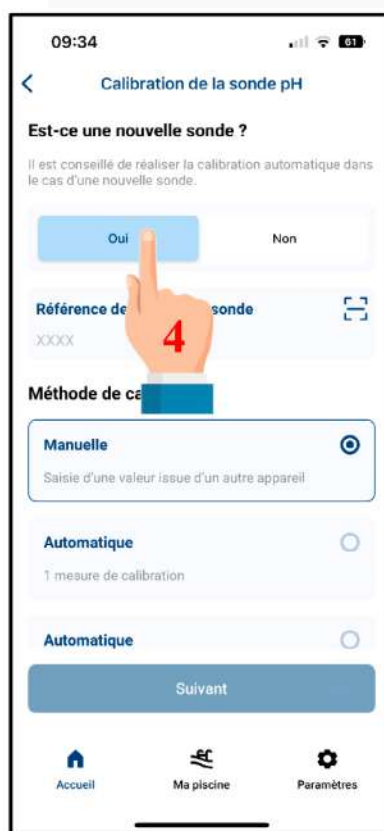 09:34
61
Calibration de la sonde pH
Est-ce une nouvelle sonde ?
Il est conseillé de réaliser la calibration automatique dans
le cas d'une nouvelle sonde.
Oui
Non
Référence de sonde
XXXX
4
Méthode de ca
Manuelle
Saisie d'une valeur issue d'un autre appareil
Automatique
1 mesure de calibration
Automatique
Suivant
Accueil
Ma piscine
Paramètres